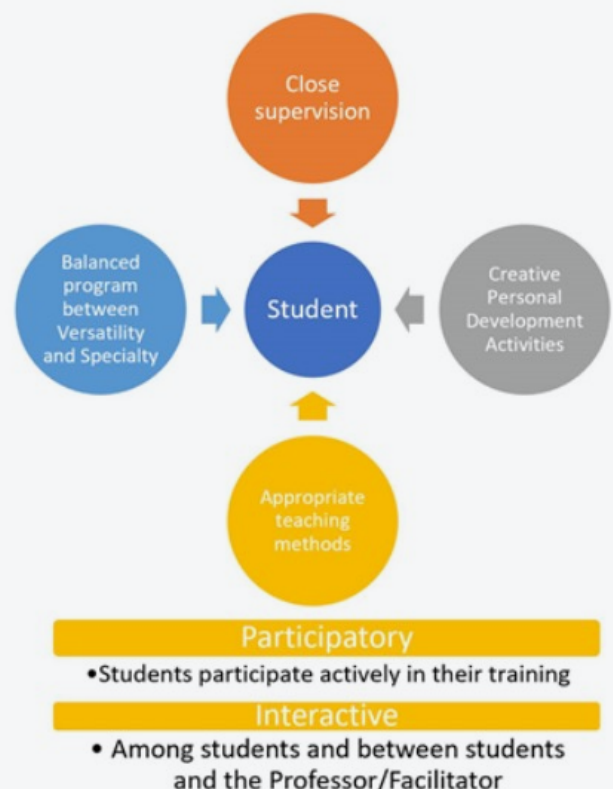 Close
supervision
Balanced
program
between
Versatility
and Specialty
Student
Creative
Personal
Development
Activities
Appropriate
teaching
methods
Participatory
•Students participate actively in their training
Interactive
• Among students and between students
and the Professor/Facilitator